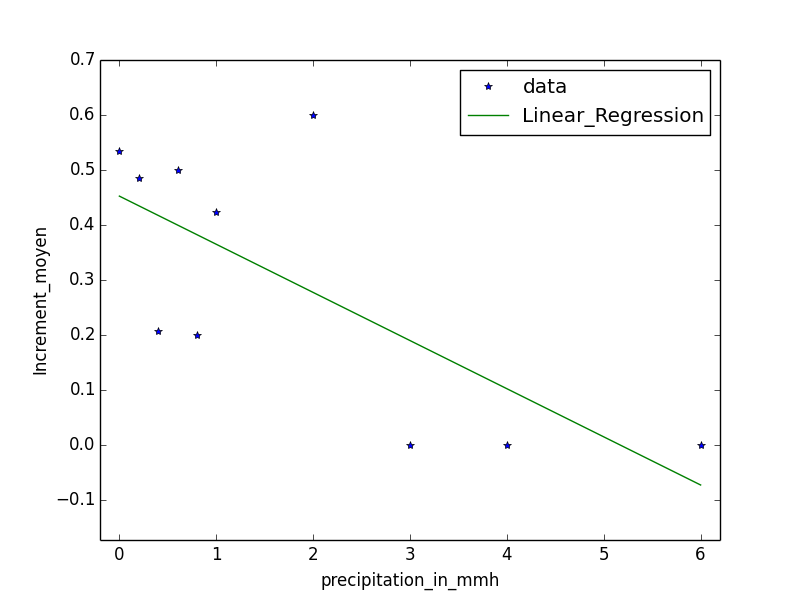 0.7
0.6
0.5
0.4
0.3
0.2
0.1
0.0
−0.1
Increment_moyen
data
Linear_Regression
0 1 2 3 4 5 6
precipitation_in_mmh